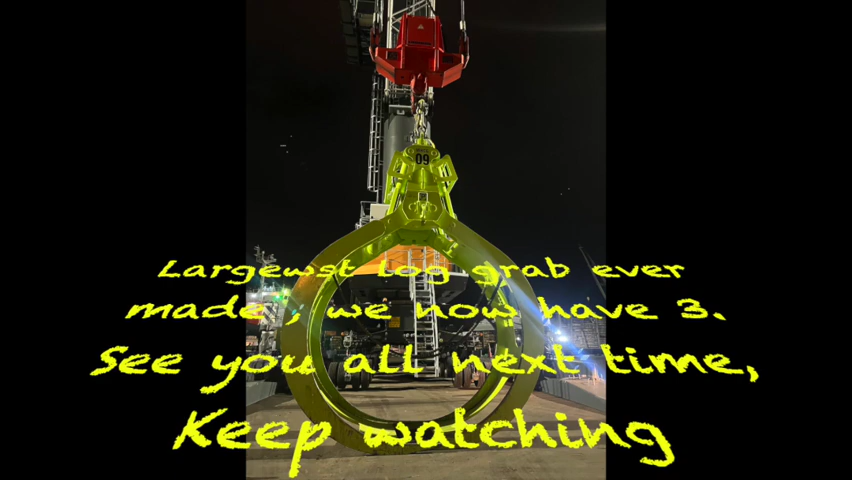 09
Largewst log grab ever
made , we now have 3.
See you all next time,
Keep watching